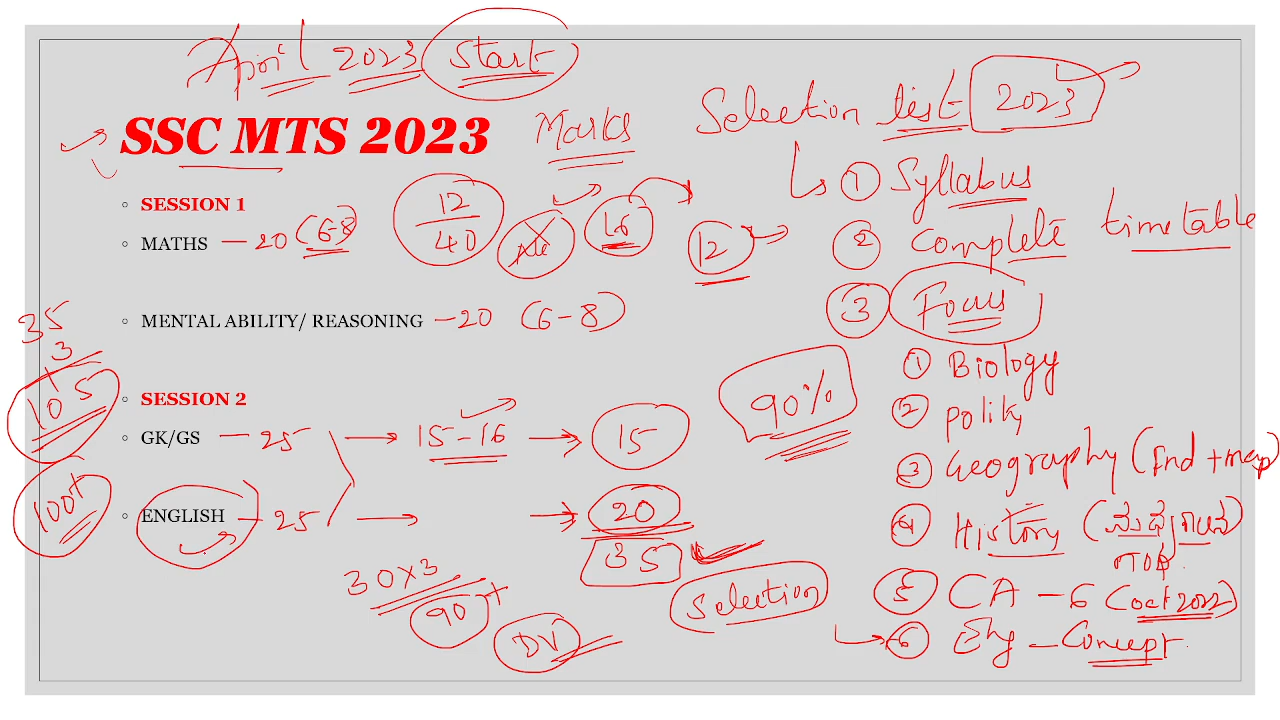 April 2023 Start
SSC MTS 2023
Marks
Selection list 2023
SESSION 1
MATHS - 20 (6-8)
12/40
16
12
MENTAL ABILITY/ REASONING - 20 (6-8)
35
×3
105
100+
SESSION 2
GK/GS - 25 → 15-16 → 15
ENGLISH - 25 → → 20
35
Selection
30×3
90+
DV
90%
① Syllabus
② Complete timetable
③ Focus
① Biology
② Polity
③ Geography (Ind + map)
④ History (
⑤ CA - 6 (Oct 2022)
⑥ Eng - Concept